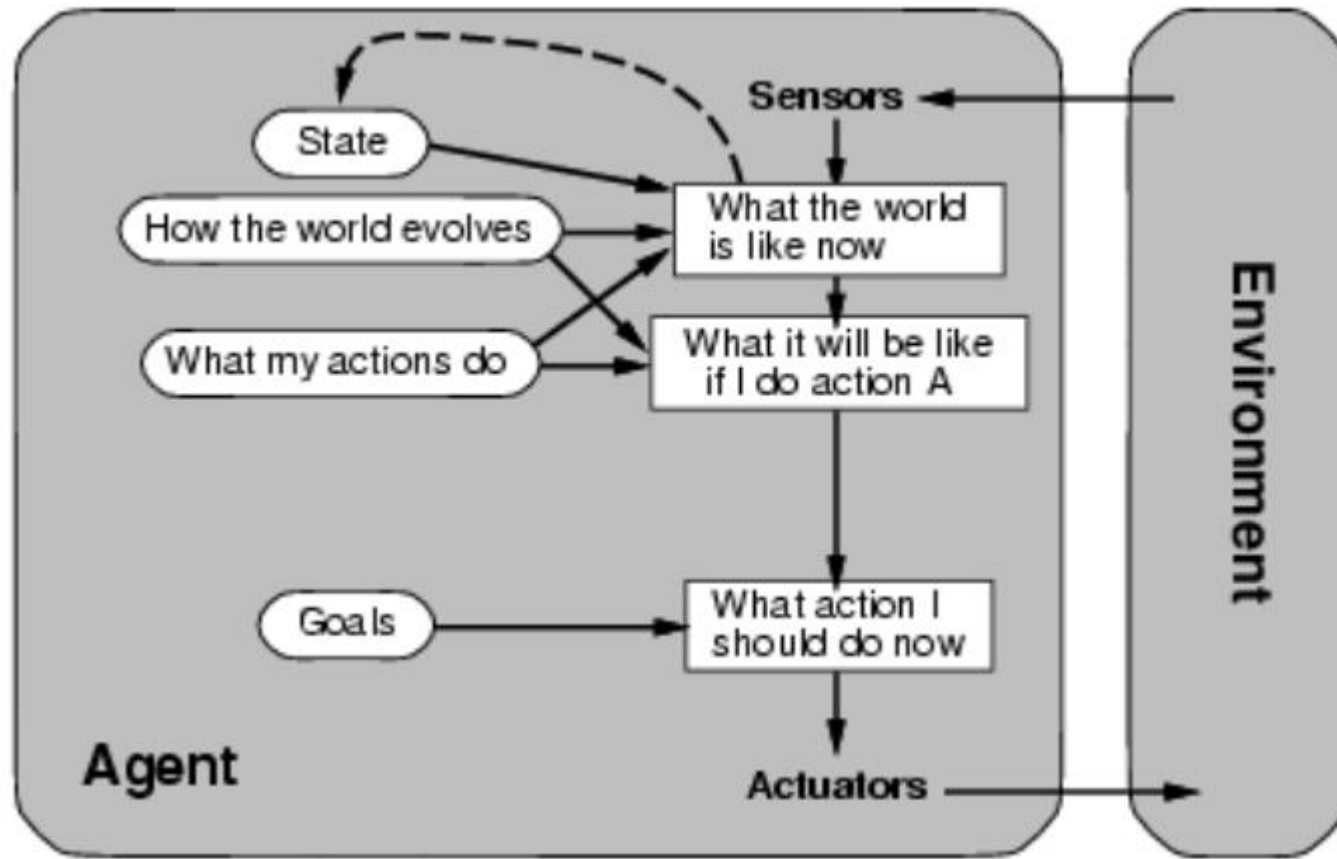 Sensors
State
What the world
is like now
How the world evolves
What my actions do
What it will be like
if I do action A
Goals
What action I
should do now
Agent
Actuators
Environment